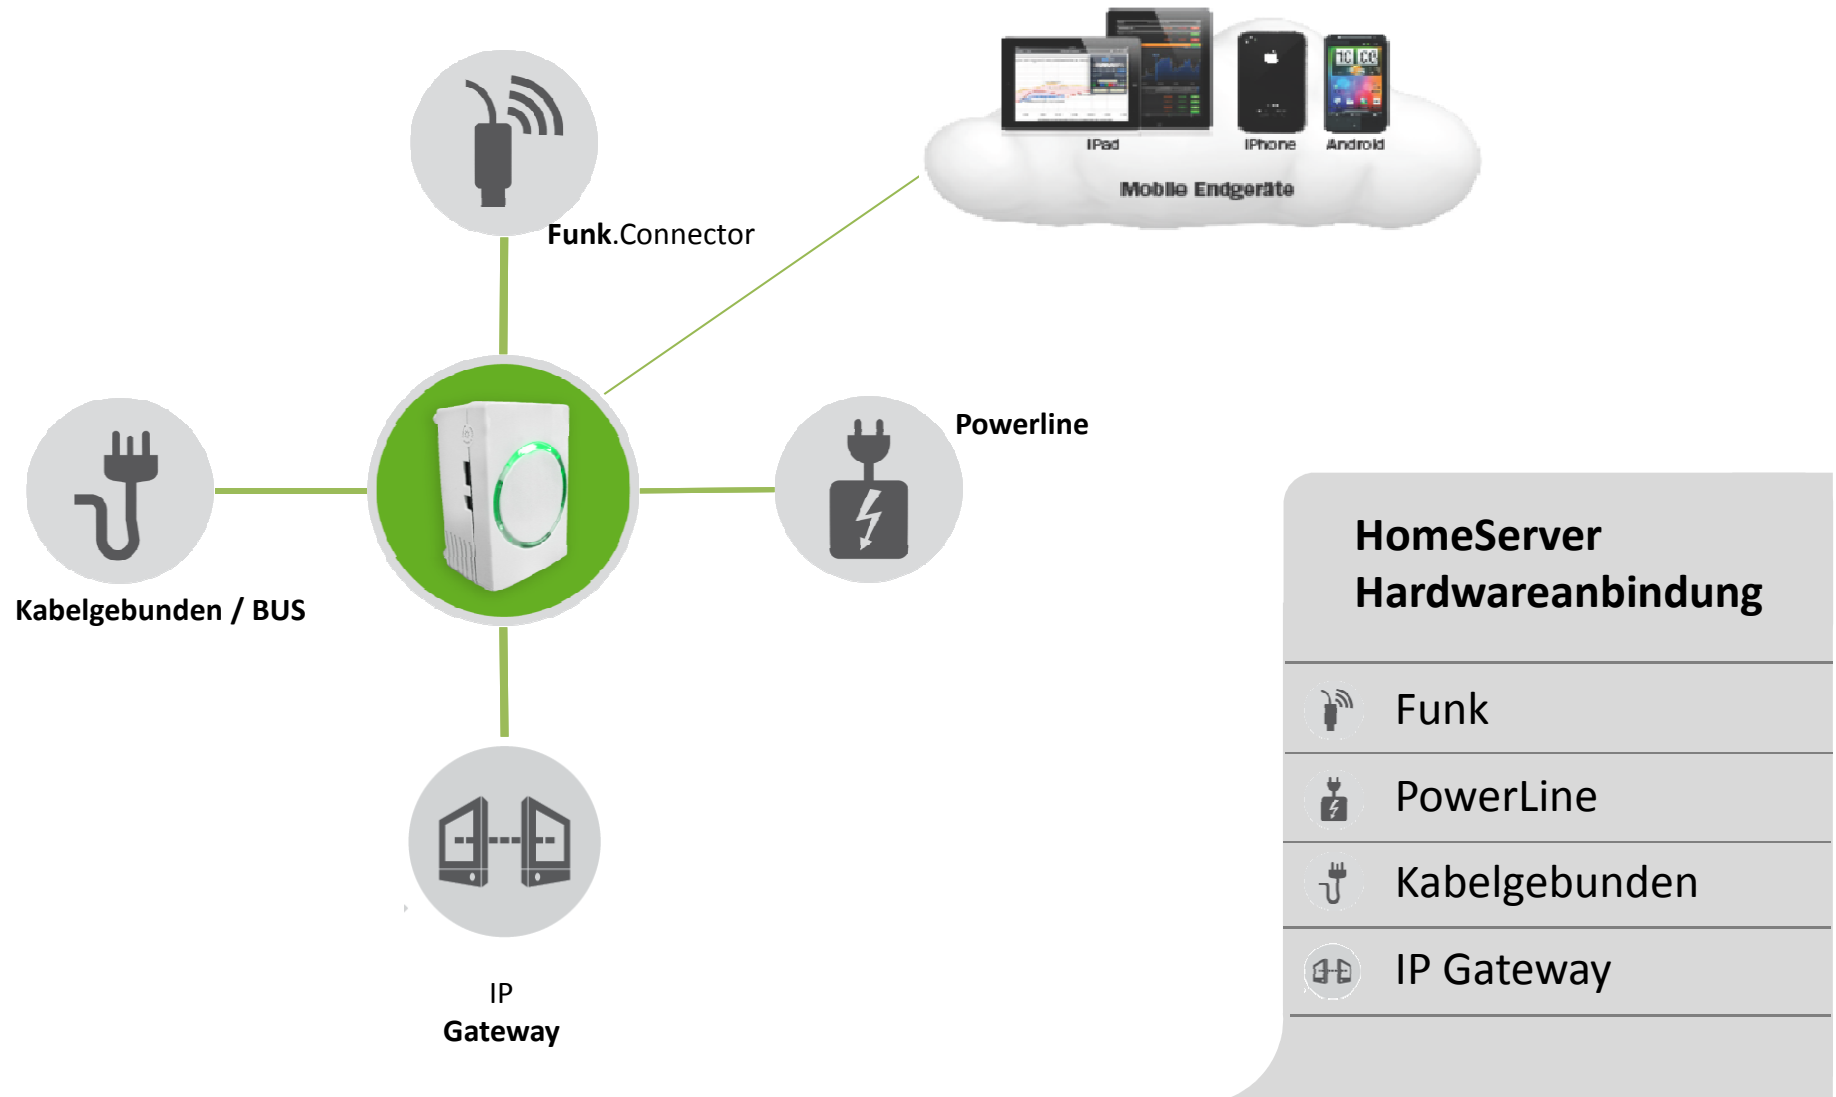 iPad
iPhone
Android
Mobile Endgeräte
Funk.Connector
Powerline
Kabelgebunden / BUS
IP
Gateway
HomeServer
Hardwareanbindung
Funk
PowerLine
Kabelgebunden
IP Gateway